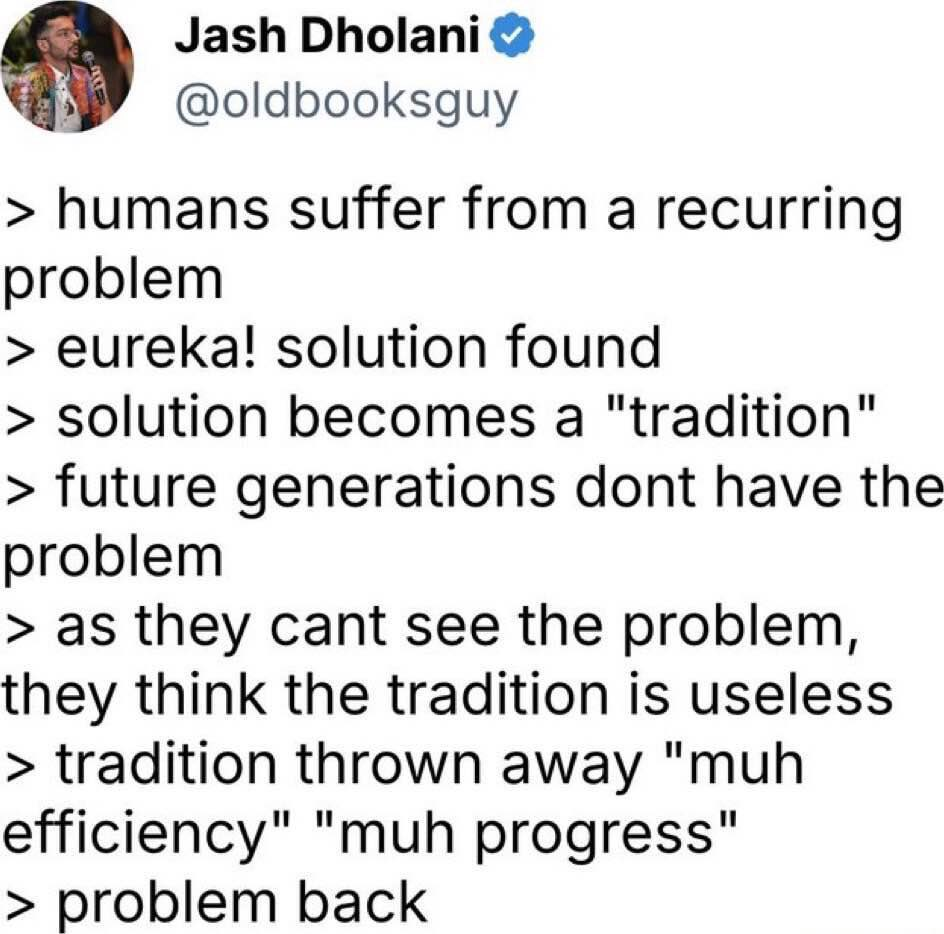 Jash Dholani
@oldbooksguy
> humans suffer from a recurring
problem
> eureka! solution found
> solution becomes a "tradition"
> future generations dont have the
problem
> as they cant see the problem,
they think the tradition is useless
> tradition thrown away "muh
efficiency" "muh progress"
> problem back